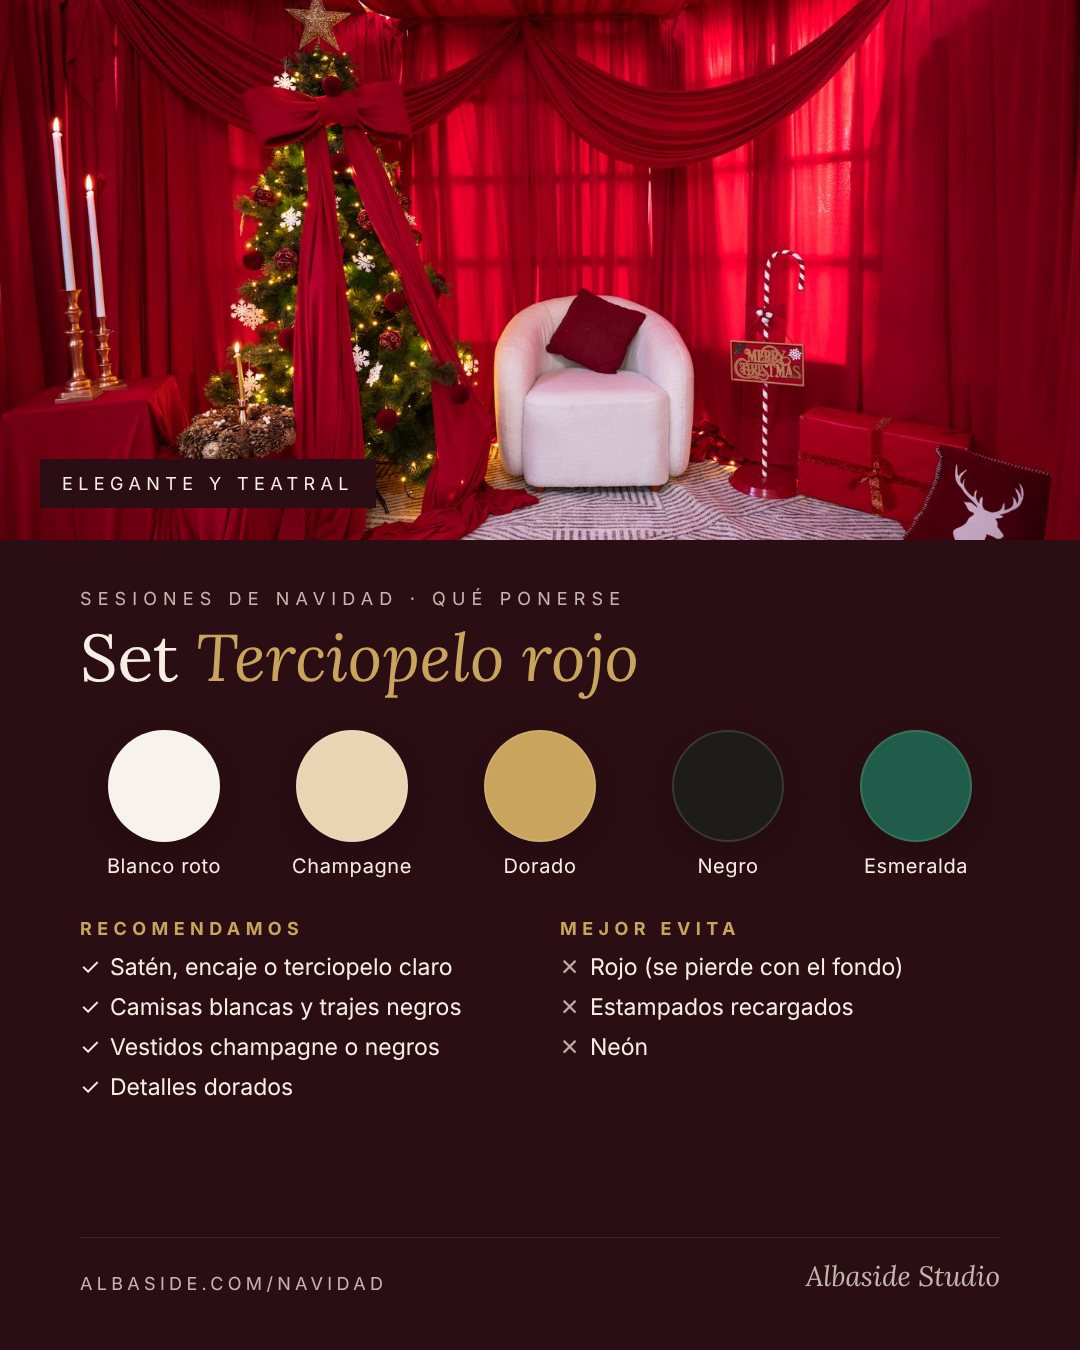 MERRY
CHRISTMAS
ELEGANTE Y TEATRAL
SESIONES DE NAVIDAD · QUÉ PONERSE
Set Terciopelo rojo
Blanco roto
Champagne
Dorado
Negro
Esmeralda
RECOMENDAMOS
✓ Satén, encaje o terciopelo claro
✓ Camisas blancas y trajes negros
✓ Vestidos champagne o negros
✓ Detalles dorados
MEJOR EVITA
✕ Rojo (se pierde con el fondo)
✕ Estampados recargados
✕ Neón
ALBASIDE.COM/NAVIDAD
Albaside Studio